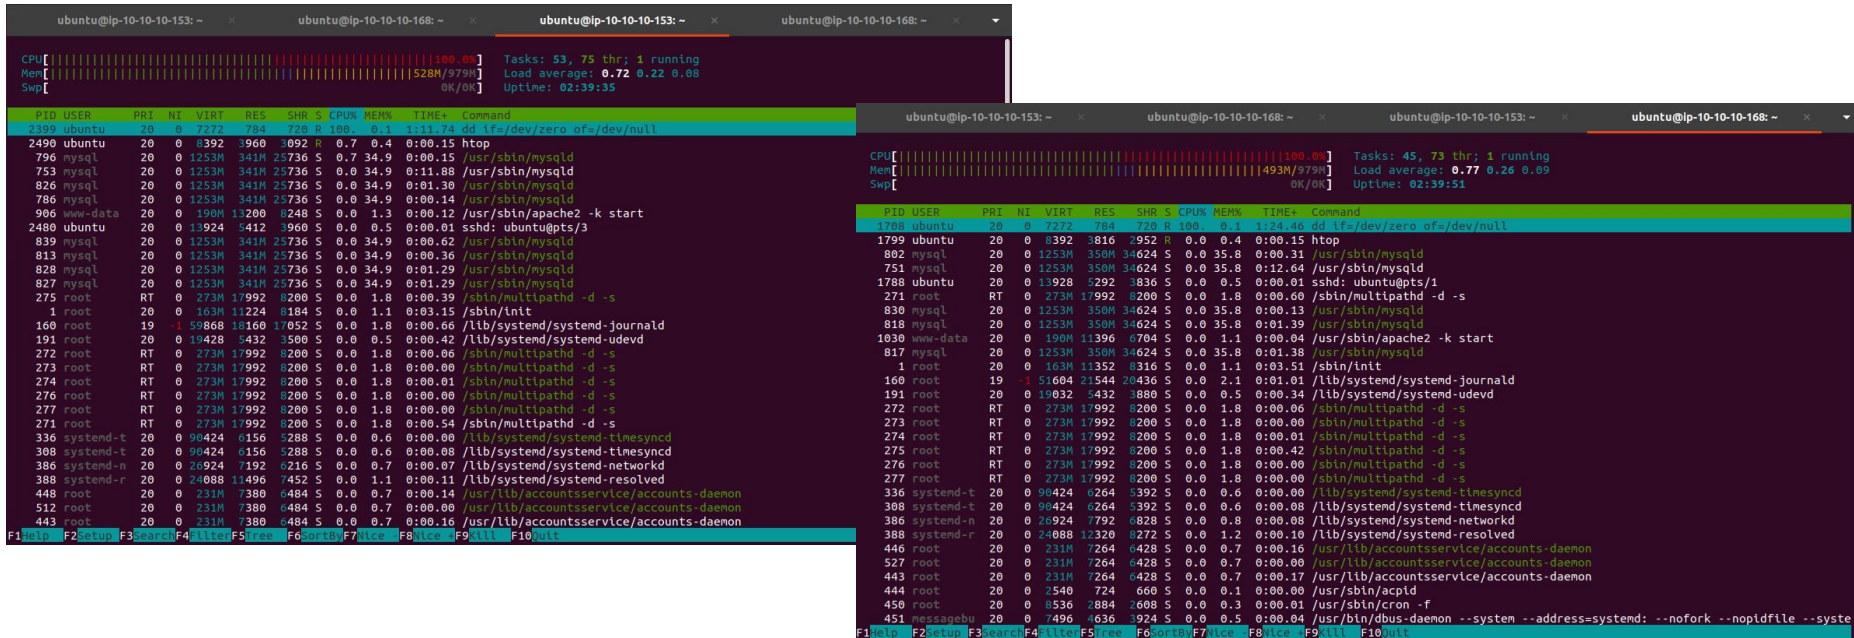 ubuntu@ip-10-10-10-153: ~ × ubuntu@ip-10-10-10-168: ~ × ubuntu@ip-10-10-10-153: ~ × ubuntu@ip-10-10-10-168: ~ ×
CPU[100.0%] Tasks: 53, 75 thr; 1 running
Mem[528M/979M] Load average: 0.72 0.22 0.08
Swp[0K/0K] Uptime: 02:39:35
PID USER PRI NI VIRT RES SHR S CPU% MEM% TIME+ Command
2399 ubuntu 20 0 7272 784 720 R 100. 0.1 1:11.74 dd if=/dev/zero of=/dev/null
2490 ubuntu 20 0 8392 3960 3092 R 0.7 0.4 0:00.15 htop
796 mysql 20 0 1253M 341M 25736 S 0.7 34.9 0:00.15 /usr/sbin/mysqld
753 mysql 20 0 1253M 341M 25736 S 0.0 34.9 0:11.88 /usr/sbin/mysqld
826 mysql 20 0 1253M 341M 25736 S 0.0 34.9 0:01.30 /usr/sbin/mysqld
786 mysql 20 0 1253M 341M 25736 S 0.0 34.9 0:00.14 /usr/sbin/mysqld
906 www-data 20 0 190M 13200 8248 S 0.0 1.3 0:00.12 /usr/sbin/apache2 -k start
2480 ubuntu 20 0 13924 5412 3960 S 0.0 0.5 0:00.01 sshd: ubuntu@pts/3
839 mysql 20 0 1253M 341M 25736 S 0.0 34.9 0:00.62 /usr/sbin/mysqld
813 mysql 20 0 1253M 341M 25736 S 0.0 34.9 0:00.36 /usr/sbin/mysqld
828 mysql 20 0 1253M 341M 25736 S 0.0 34.9 0:01.29 /usr/sbin/mysqld
827 mysql 20 0 1253M 341M 25736 S 0.0 34.9 0:01.29 /usr/sbin/mysqld
275 root RT 0 273M 17992 8200 S 0.0 1.8 0:00.39 /sbin/multipathd -d -s
1 root 20 0 163M 11224 8184 S 0.0 1.1 0:03.15 /sbin/init
160 root 19 -1 59868 18160 17052 S 0.0 1.8 0:00.66 /lib/systemd/systemd-journald
191 root 20 0 19428 5432 3500 S 0.0 0.5 0:00.42 /lib/systemd/systemd-udevd
272 root RT 0 273M 17992 8200 S 0.0 1.8 0:00.06 /sbin/multipathd -d -s
273 root RT 0 273M 17992 8200 S 0.0 1.8 0:00.00 /sbin/multipathd -d -s
274 root RT 0 273M 17992 8200 S 0.0 1.8 0:00.01 /sbin/multipathd -d -s
276 root RT 0 273M 17992 8200 S 0.0 1.8 0:00.00 /sbin/multipathd -d -s
277 root RT 0 273M 17992 8200 S 0.0 1.8 0:00.00 /sbin/multipathd -d -s
271 root RT 0 273M 17992 8200 S 0.0 1.8 0:00.54 /sbin/multipathd -d -s
336 systemd-t 20 0 90424 6156 5288 S 0.0 0.6 0:00.00 /lib/systemd/systemd-timesyncd
308 systemd-t 20 0 90424 6156 5288 S 0.0 0.6 0:00.08 /lib/systemd/systemd-timesyncd
386 systemd-n 20 0 26924 7192 6216 S 0.0 0.7 0:00.07 /lib/systemd/systemd-networkd
388 systemd-r 20 0 24088 11496 7452 S 0.0 1.1 0:00.11 /lib/systemd/systemd-resolved
448 root 20 0 231M 7380 6484 S 0.0 0.7 0:00.14 /usr/lib/accountsservice/accounts-daemon
512 root 20 0 231M 7380 6484 S 0.0 0.7 0:00.00 /usr/lib/accountsservice/accounts-daemon
443 root 20 0 231M 7380 6484 S 0.0 0.7 0:00.16 /usr/lib/accountsservice/accounts-daemon
F1Help F2Setup F3SearchF4FilterF5Tree F6SortByF7Nice -F8Nice +F9Kill F10Quit
ubuntu@ip-10-10-10-153: ~ × ubuntu@ip-10-10-10-168: ~ × ubuntu@ip-10-10-10-153: ~ × ubuntu@ip-10-10-10-168: ~ ×
CPU[100.0%] Tasks: 45, 73 thr; 1 running
Mem[493M/979M] Load average: 0.77 0.26 0.09
Swp[0K/0K] Uptime: 02:39:51
PID USER PRI NI VIRT RES SHR S CPU% MEM% TIME+ Command
1708 ubuntu 20 0 7272 784 720 R 100. 0.1 1:24.46 dd if=/dev/zero of=/dev/null
1799 ubuntu 20 0 8392 3816 2952 R 0.0 0.4 0:00.15 htop
802 mysql 20 0 1253M 350M 34624 S 0.0 35.8 0:00.31 /usr/sbin/mysqld
751 mysql 20 0 1253M 350M 34624 S 0.0 35.8 0:12.64 /usr/sbin/mysqld
1788 ubuntu 20 0 13928 5292 3836 S 0.0 0.5 0:00.01 sshd: ubuntu@pts/1
271 root RT 0 273M 17992 8200 S 0.0 1.8 0:00.60 /sbin/multipathd -d -s
830 mysql 20 0 1253M 350M 34624 S 0.0 35.8 0:00.13 /usr/sbin/mysqld
818 mysql 20 0 1253M 350M 34624 S 0.0 35.8 0:01.39 /usr/sbin/mysqld
1030 www-data 20 0 190M 11396 6704 S 0.0 1.1 0:00.04 /usr/sbin/apache2 -k start
817 mysql 20 0 1253M 350M 34624 S 0.0 35.8 0:01.38 /usr/sbin/mysqld
1 root 20 0 163M 11352 8316 S 0.0 1.1 0:03.51 /sbin/init
160 root 19 -1 51604 21544 20436 S 0.0 2.1 0:01.01 /lib/systemd/systemd-journald
191 root 20 0 19032 5432 3880 S 0.0 0.5 0:00.34 /lib/systemd/systemd-udevd
272 root RT 0 273M 17992 8200 S 0.0 1.8 0:00.06 /sbin/multipathd -d -s
273 root RT 0 273M 17992 8200 S 0.0 1.8 0:00.00 /sbin/multipathd -d -s
274 root RT 0 273M 17992 8200 S 0.0 1.8 0:00.01 /sbin/multipathd -d -s
275 root RT 0 273M 17992 8200 S 0.0 1.8 0:00.42 /sbin/multipathd -d -s
276 root RT 0 273M 17992 8200 S 0.0 1.8 0:00.00 /sbin/multipathd -d -s
277 root RT 0 273M 17992 8200 S 0.0 1.8 0:00.00 /sbin/multipathd -d -s
336 systemd-t 20 0 90424 6264 5392 S 0.0 0.6 0:00.00 /lib/systemd/systemd-timesyncd
308 systemd-t 20 0 90424 6264 5392 S 0.0 0.6 0:00.08 /lib/systemd/systemd-timesyncd
386 systemd-n 20 0 26924 7792 6828 S 0.0 0.8 0:00.08 /lib/systemd/systemd-networkd
388 systemd-r 20 0 24088 12320 8272 S 0.0 1.2 0:00.10 /lib/systemd/systemd-resolved
446 root 20 0 231M 7264 6428 S 0.0 0.7 0:00.16 /usr/lib/accountsservice/accounts-daemon
527 root 20 0 231M 7264 6428 S 0.0 0.7 0:00.00 /usr/lib/accountsservice/accounts-daemon
443 root 20 0 231M 7264 6428 S 0.0 0.7 0:00.17 /usr/lib/accountsservice/accounts-daemon
444 root 20 0 2540 724 660 S 0.0 0.1 0:00.00 /usr/sbin/acpid
450 root 20 0 8536 2884 2608 S 0.0 0.3 0:00.01 /usr/sbin/cron -f
451 messagebu 20 0 7496 4636 3924 S 0.0 0.5 0:00.04 /usr/bin/dbus-daemon --system --address=systemd: --nofork --nopidfile --syste
F1Help F2Setup F3SearchF4FilterF5Tree F6SortByF7Nice -F8Nice +F9Kill F10Quit